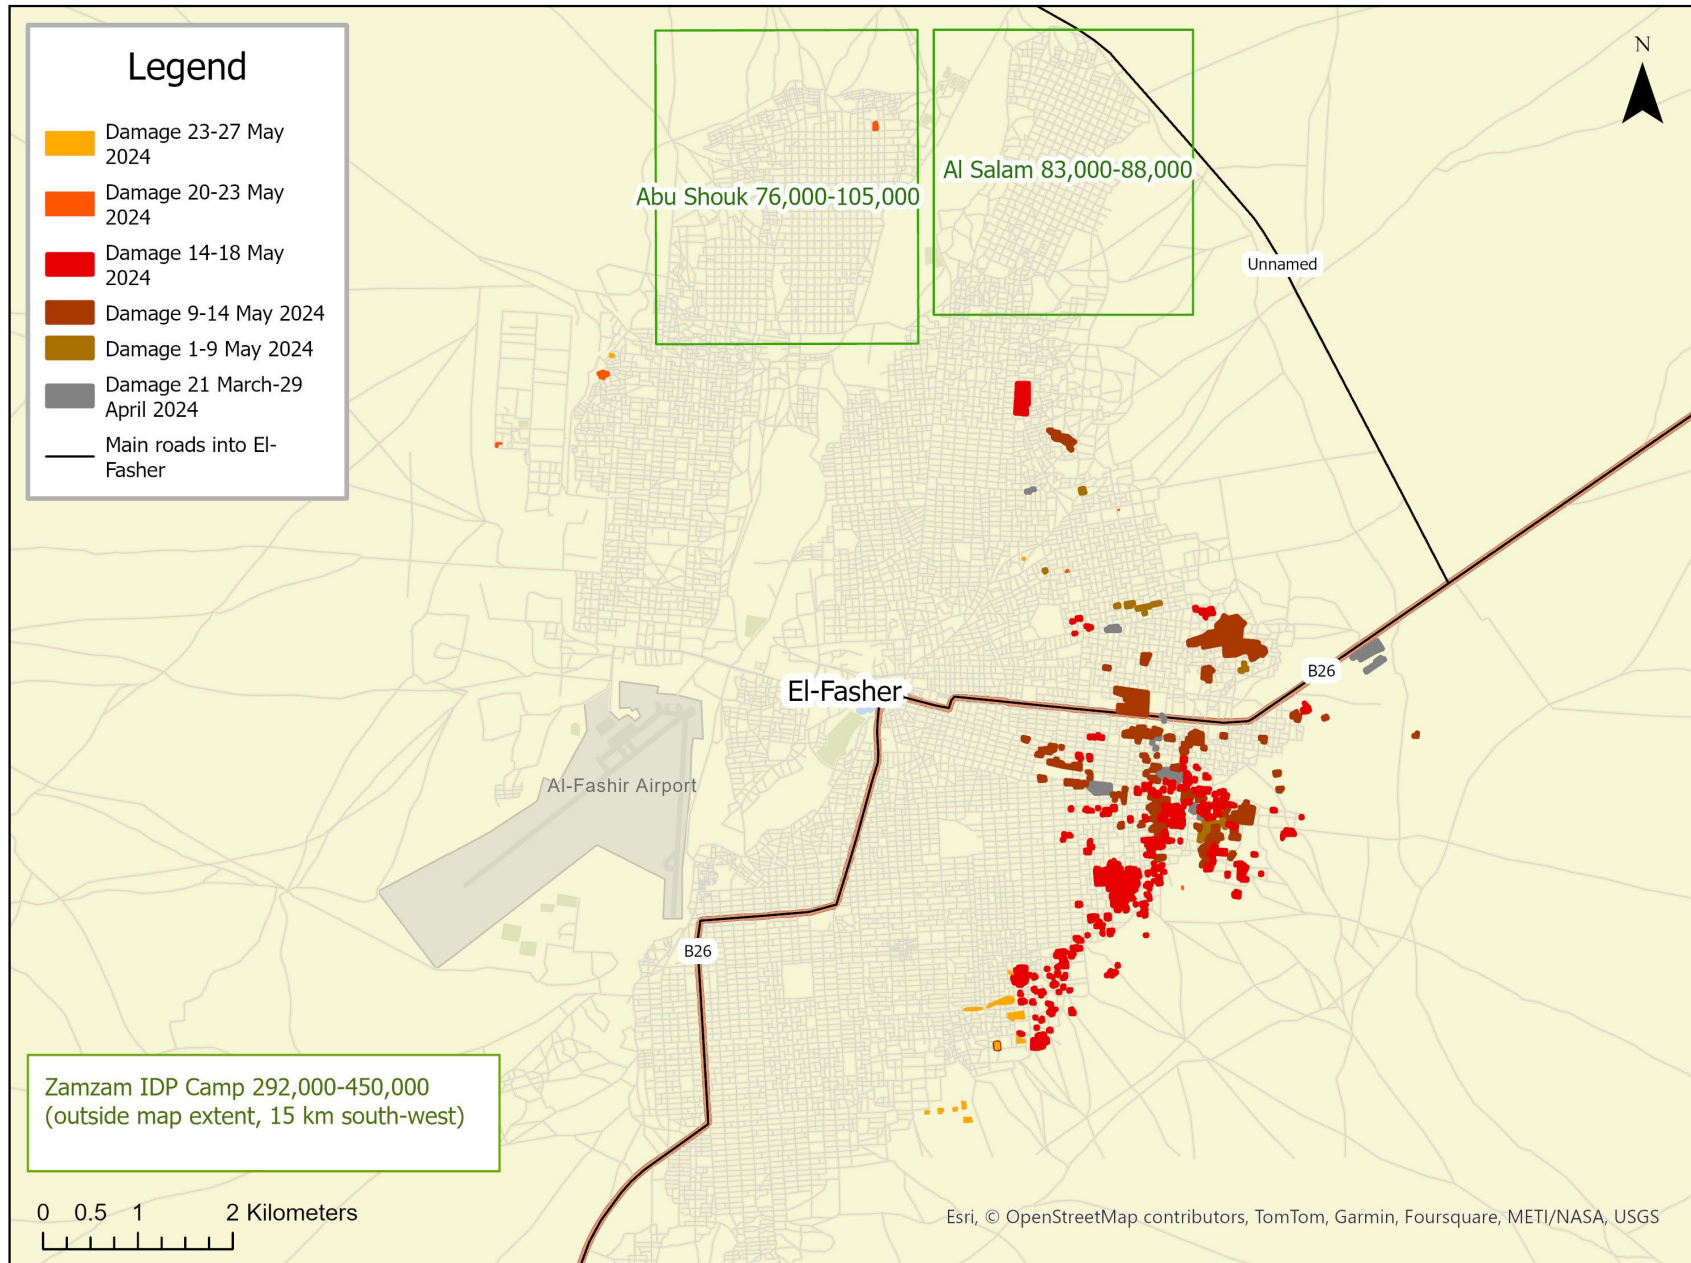 Legend
Damage 23-27 May
2024
Damage 20-23 May
2024
Damage 14-18 May
2024
Damage 9-14 May 2024
Damage 1-9 May 2024
Damage 21 March-29
April 2024
Main roads into El-
Fasher
N
Al Salam 83,000-88,000
Abu Shouk 76,000-105,000
Unnamed
B26
El-Fasher
Al-Fashir Airport
B26
Zamzam IDP Camp 292,000-450,000
(outside map extent, 15 km south-west)
0 0.5 1 2 Kilometers
Esri, © OpenStreetMap contributors, TomTom, Garmin, Foursquare, METI/NASA, USGS